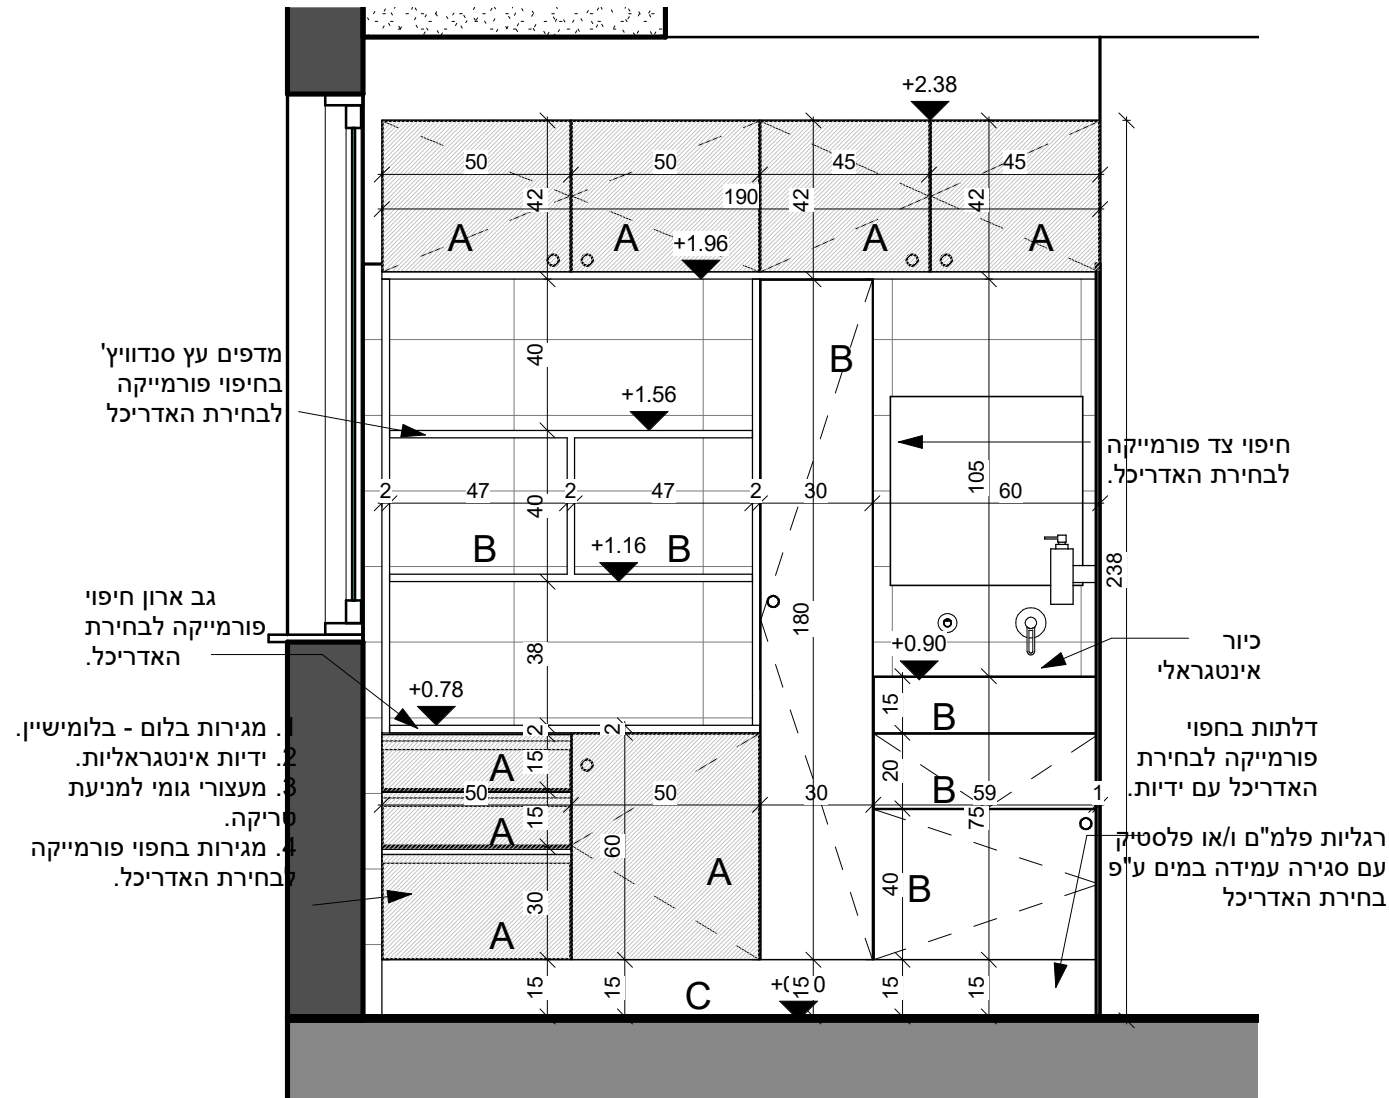 +2.38
50
50
45
45
42
190
42
42
A
A
A
A
+1.96
מדפים עץ סנדוויץ'
בחיפוי פורמייקה
לבחירת האדריכל
40
B
+1.56
חיפוי צד פורמייקה
לבחירת האדריכל.
105
2
47
2
47
2
30
60
40
B
B
+1.16
238
גב ארון חיפוי
פורמייקה לבחירת
האדריכל.
180
38
+0.90
כיור
אינטגראלי
+0.78
15
B
1. מגירות בלום - בלומישיין.
2. ידיות אינטגראליות.
3. מעצורי גומי למניעת
טריקה.
4. מגירות בחפוי פורמייקה
לבחירת האדריכל.
דלתות בחפוי
פורמייקה לבחירת
האדריכל עם ידיות.
2
2
15
A
20
B
50
50
30
59
1
75
15
A
60
A
רגליות פלמ"ם ו/או פלסטיק
עם סגירה עמידה במים ע"פ
בחירת האדריכל
40
B
30
A
15
15
C
15
15
15